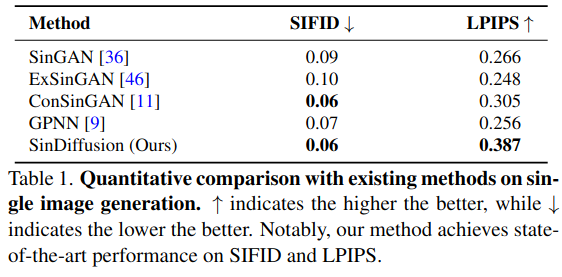 Method SIFID ↓ LPIPS ↑
SinGAN [36] 0.09 0.266
ExSinGAN [46] 0.10 0.248
ConSinGAN [11] 0.06 0.305
GPNN [9] 0.07 0.256
SinDiffusion (Ours) 0.06 0.387
Table 1. Quantitative comparison with existing methods on sin-
gle image generation. ↑ indicates the higher the better, while ↓
indicates the lower the better. Notably, our method achieves state-
of-the-art performance on SIFID and LPIPS.